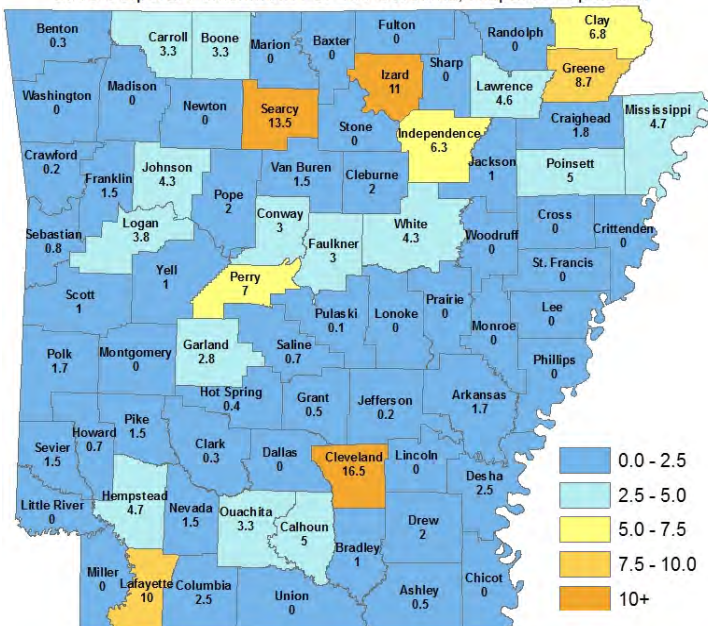 Benton
0.3
Carroll
3.3
Boone
3.3
Marion
0
Baxter
0
Fulton
0
Randolph
0
Clay
6.8
Washington
0
Madison
0
Newton
0
Searcy
13.5
Stone
0
Izard
11
Sharp
0
Lawrence
4.6
Greene
8.7
Independence
6.3
Craighead
1.8
Mississippi
4.7
Crawford
0.2
Franklin
1.5
Johnson
4.3
Pope
2
Van Buren
1.5
Cleburne
2
Jackson
1
Poinsett
5
Sebastian
0.8
Logan
3.8
Conway
3
Faulkner
3
White
4.3
Woodruff
0
Cross
0
Crittenden
0
St. Francis
0
Scott
1
Yell
1
Perry
7
Pulaski
0.1
Lonoke
0
Prairie
0
Monroe
0
Lee
0
Phillips
0
Polk
1.7
Montgomery
0
Garland
2.8
Saline
0.7
Hot Spring
0.4
Grant
0.5
Jefferson
0.2
Arkansas
1.7
Sevier
1.5
Howard
0.7
Pike
1.5
Clark
0.3
Dallas
0
Cleveland
16.5
Lincoln
0
Desha
2.5
Little River
0
Hempstead
4.7
Nevada
1.5
Ouachita
3.3
Calhoun
5
Bradley
1
Drew
2
Miller
0
Lafayette
10
Columbia
2.5
Union
0
Ashley
0.5
Chicot
0
0.0 - 2.5
2.5 - 5.0
5.0 - 7.5
7.5 - 10.0
10+